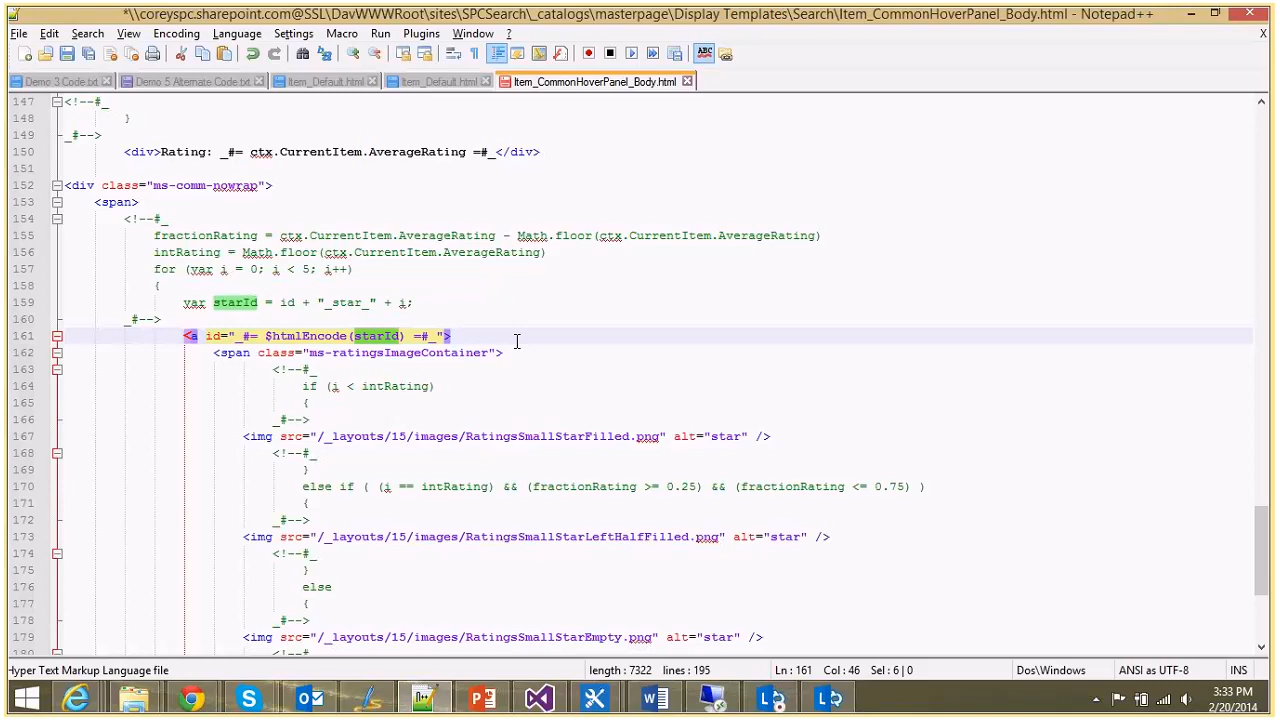 *\\coreyspc.sharepoint.com@SSL\DavWWWRoot\sites\SPCSearch\_catalogs\masterpage\Display Templates\Search\Item_CommonHoverPanel_Body.html - Notepad++
File Edit Search View Encoding Language Settings Macro Run Plugins Window ? X
Demo 3 Code.txt Demo 5 Alternate Code.txt Item_Default.html Item_Default.html Item_CommonHoverPanel_Body.html
147 <!--#_
148 }
149 _#-->
150 <div>Rating: _#= ctx.CurrentItem.AverageRating =#_</div>
151
152 <div class="ms-comm-nowrap">
153 <span>
154 <!--#_
155 fractionRating = ctx.CurrentItem.AverageRating - Math.floor(ctx.CurrentItem.AverageRating)
156 intRating = Math.floor(ctx.CurrentItem.AverageRating)
157 for (var i = 0; i < 5; i++)
158 {
159 var starId = id + "_star_" + i;
160 _#-->
161 <a id="_#= $htmlEncode(starId) =#_">
162 <span class="ms-ratingsImageContainer">
163 <!--#_
164 if (i < intRating)
165 {
166 _#-->
167 <img src="/_layouts/15/images/RatingsSmallStarFilled.png" alt="star" />
168 <!--#_
169 }
170 else if ( (i == intRating) && (fractionRating >= 0.25) && (fractionRating <= 0.75) )
171 {
172 _#-->
173 <img src="/_layouts/15/images/RatingsSmallStarLeftHalfFilled.png" alt="star" />
174 <!--#_
175 }
176 else
177 {
178 _#-->
179 <img src="/_layouts/15/images/RatingsSmallStarEmpty.png" alt="star" />
180 <!--#_
Hyper Text Markup Language file length : 7322 lines : 195 Ln : 161 Col : 46 Sel : 6 | 0 Dos\Windows ANSI as UTF-8 INS
3:33 PM
2/20/2014